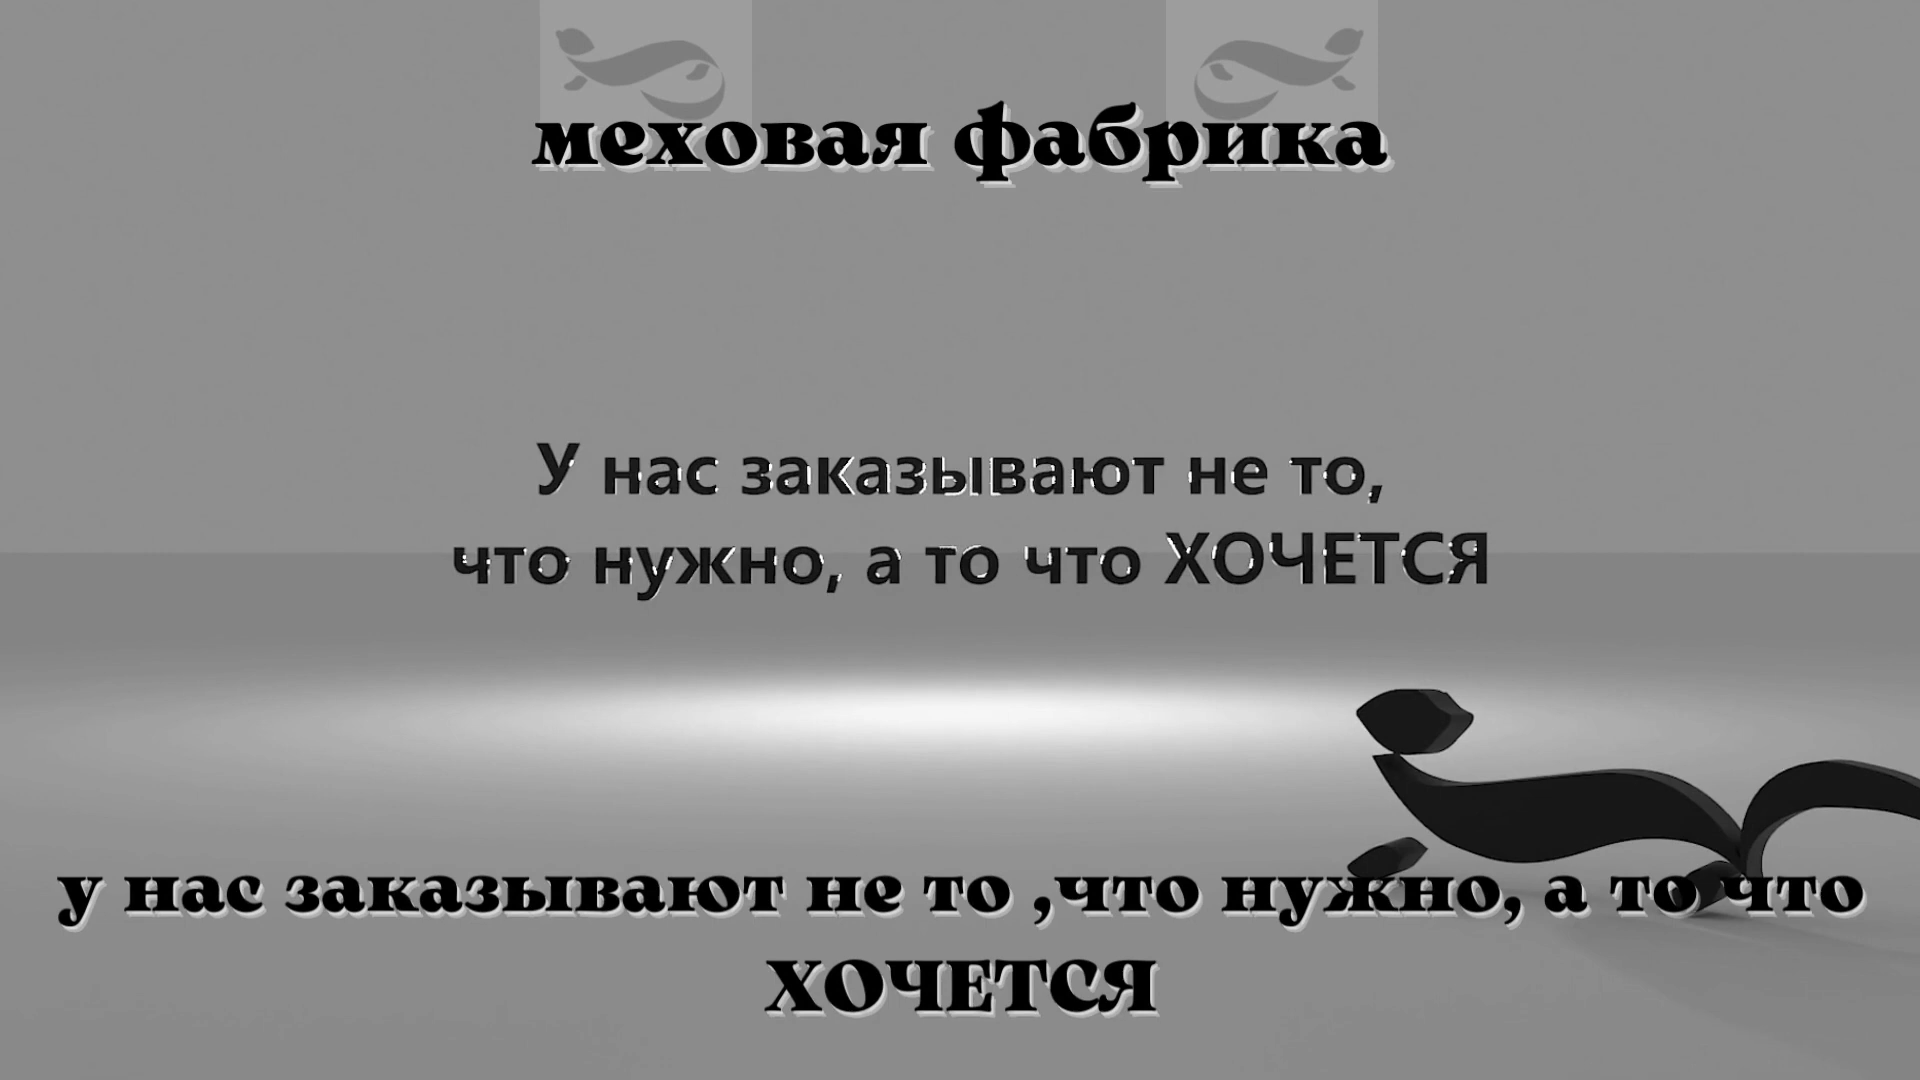 меховая фабрика
У нас заказывают не то,
что нужно, а то что ХОЧЕТСЯ
у нас заказывают не то ,что нужно, а то что
ХОЧЕТСЯ